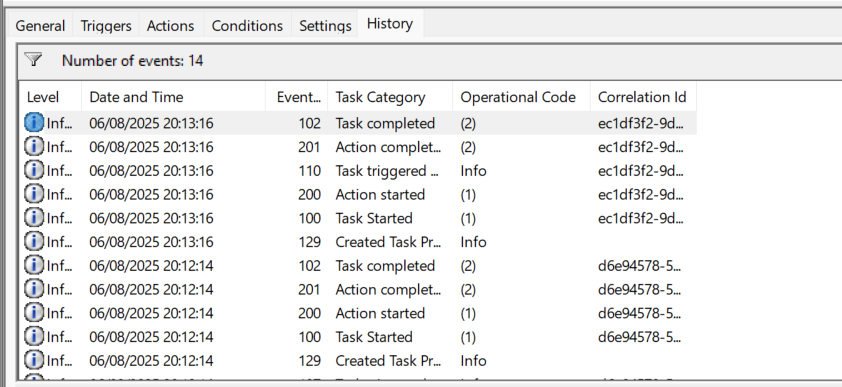 General Triggers Actions Conditions Settings History
Number of events: 14
Level Date and Time Event... Task Category Operational Code Correlation Id
Inf... 06/08/2025 20:13:16 102 Task completed (2) ec1df3f2-9d...
Inf... 06/08/2025 20:13:16 201 Action complet... (2) ec1df3f2-9d...
Inf... 06/08/2025 20:13:16 110 Task triggered ... Info ec1df3f2-9d...
Inf... 06/08/2025 20:13:16 200 Action started (1) ec1df3f2-9d...
Inf... 06/08/2025 20:13:16 100 Task Started (1) ec1df3f2-9d...
Inf... 06/08/2025 20:13:16 129 Created Task Pr... Info
Inf... 06/08/2025 20:12:14 102 Task completed (2) d6e94578-5...
Inf... 06/08/2025 20:12:14 201 Action complet... (2) d6e94578-5...
Inf... 06/08/2025 20:12:14 200 Action started (1) d6e94578-5...
Inf... 06/08/2025 20:12:14 100 Task Started (1) d6e94578-5...
Inf... 06/08/2025 20:12:14 129 Created Task Pr... Info